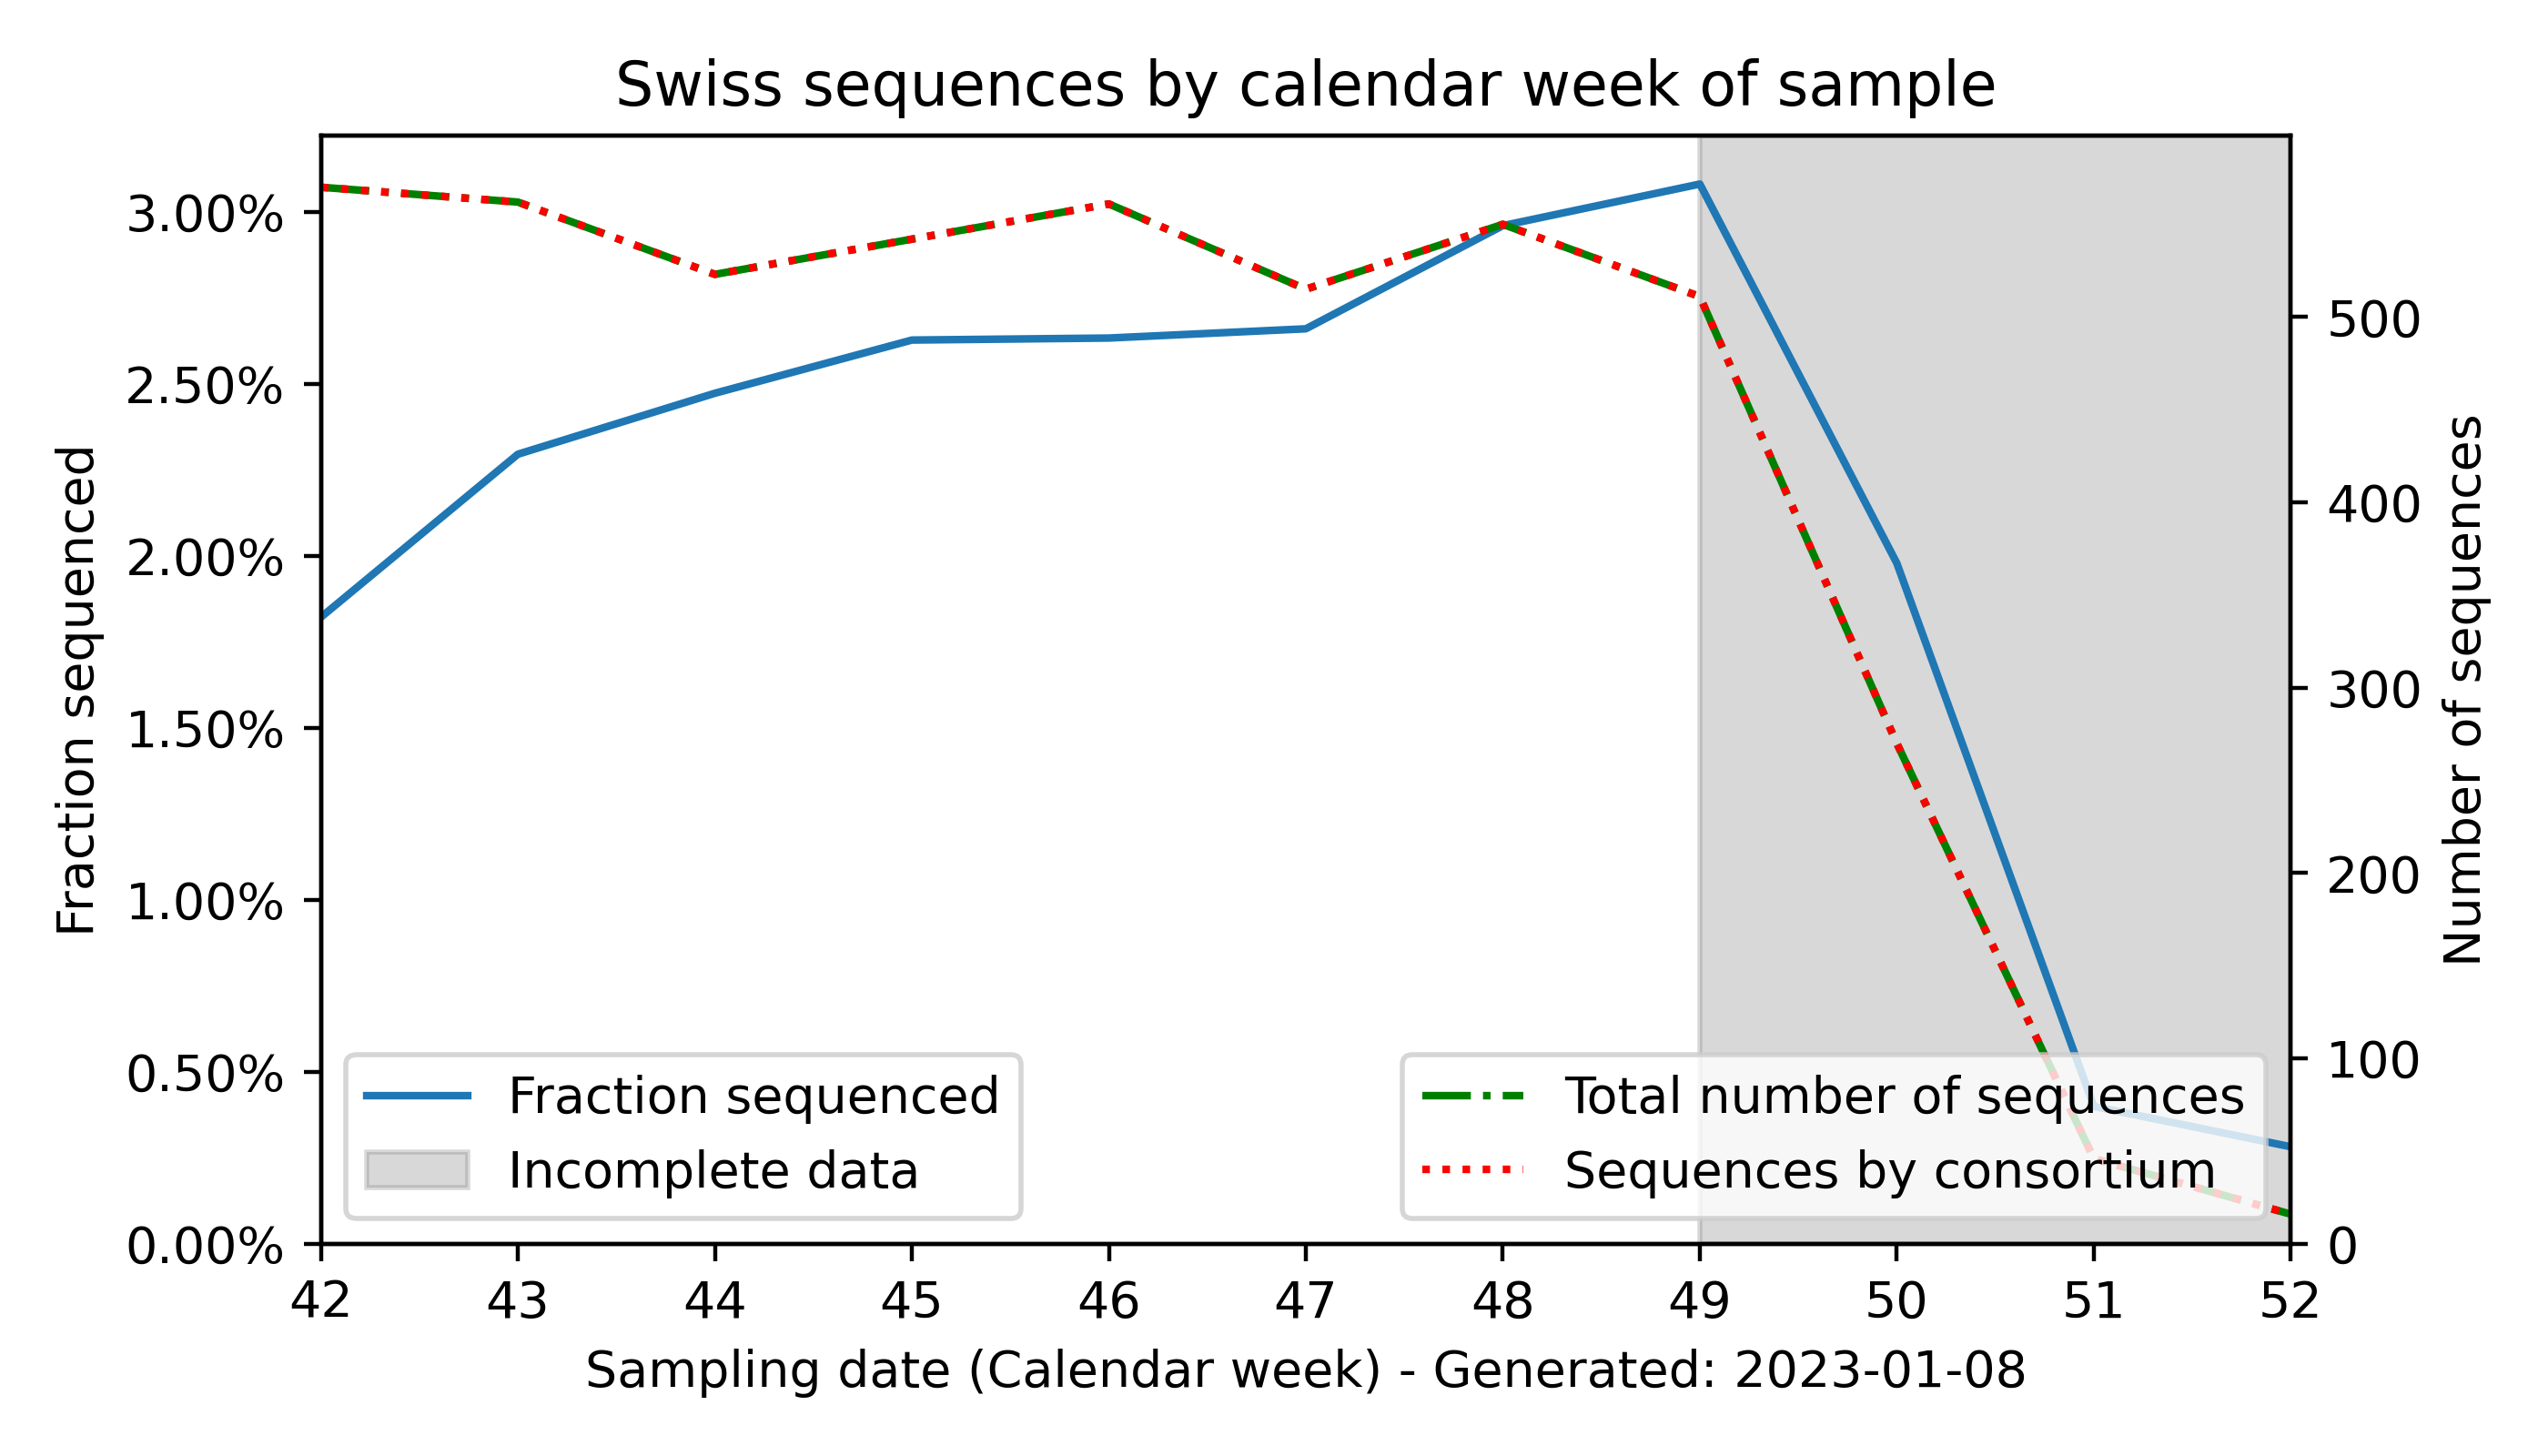 Swiss sequences by calendar week of sample
3.00%
2.50%
2.00%
1.50%
1.00%
0.50%
0.00%
Fraction sequenced
500
400
300
200
100
0
Number of sequences
Fraction sequenced
Incomplete data
Total number of sequences
Sequences by consortium
42 43 44 45 46 47 48 49 50 51 52
Sampling date (Calendar week) - Generated: 2023-01-08